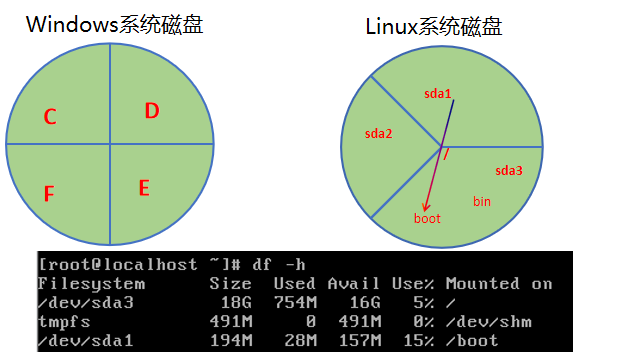 Windows系统磁盘
Linux系统磁盘
C
D
F
E
sda1
sda2
/
sda3
bin
boot
[root@localhost ~]# df -h
Filesystem Size Used Avail Use% Mounted on
/dev/sda3 18G 754M 16G 5% /
tmpfs 491M 0 491M 0% /dev/shm
/dev/sda1 194M 28M 157M 15% /boot